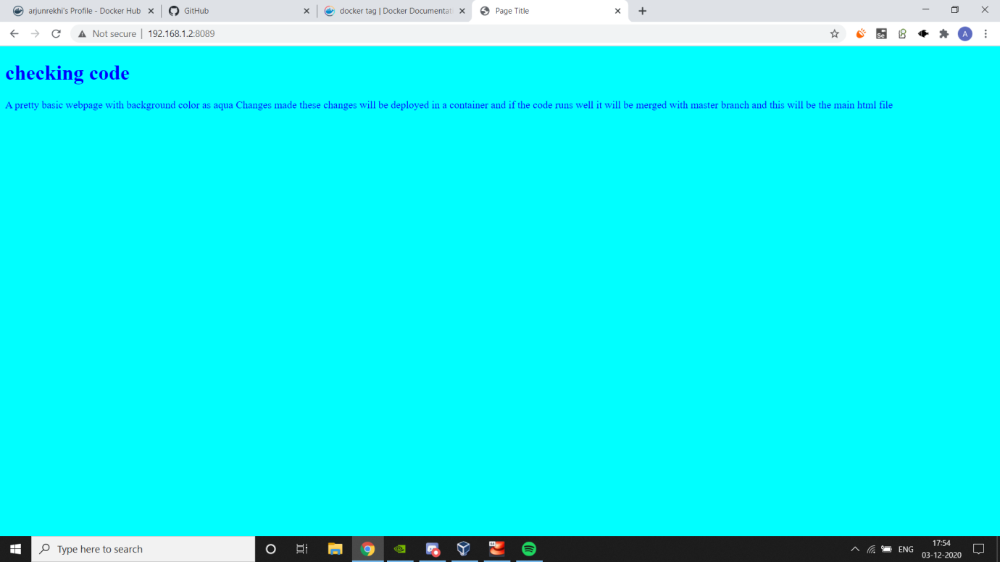 arjunrekhi's Profile - Docker Hub
GitHub
docker tag | Docker Documentati
Page Title
Not secure | 192.168.1.2:8089
Se
A
checking code
A pretty basic webpage with background color as aqua Changes made these changes will be deployed in a container and if the code runs well it will be merged with master branch and this will be the main html file
Type here to search
64
ENG
17:54
03-12-2020